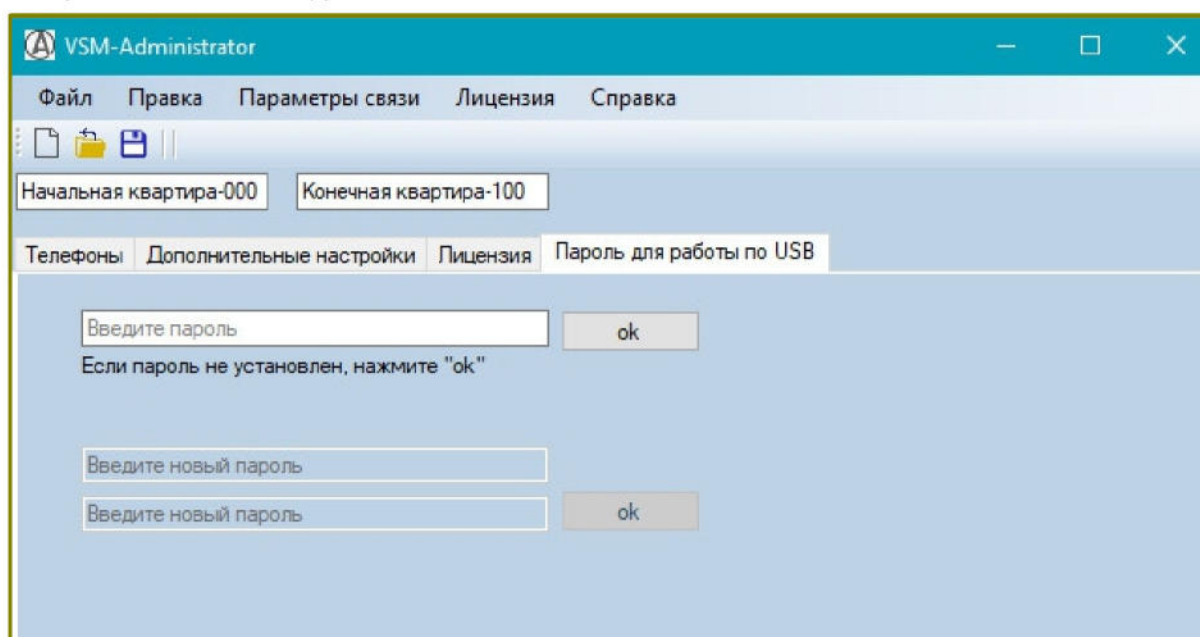 VSM-Administrator
Файл Правка Параметры связи Лицензия Справка
Начальная квартира-000 Конечная квартира-100
Телефоны Дополнительные настройки Лицензия Пароль для работы по USB
Введите пароль ok
Если пароль не установлен, нажмите "ok"
Введите новый пароль
Введите новый пароль ok